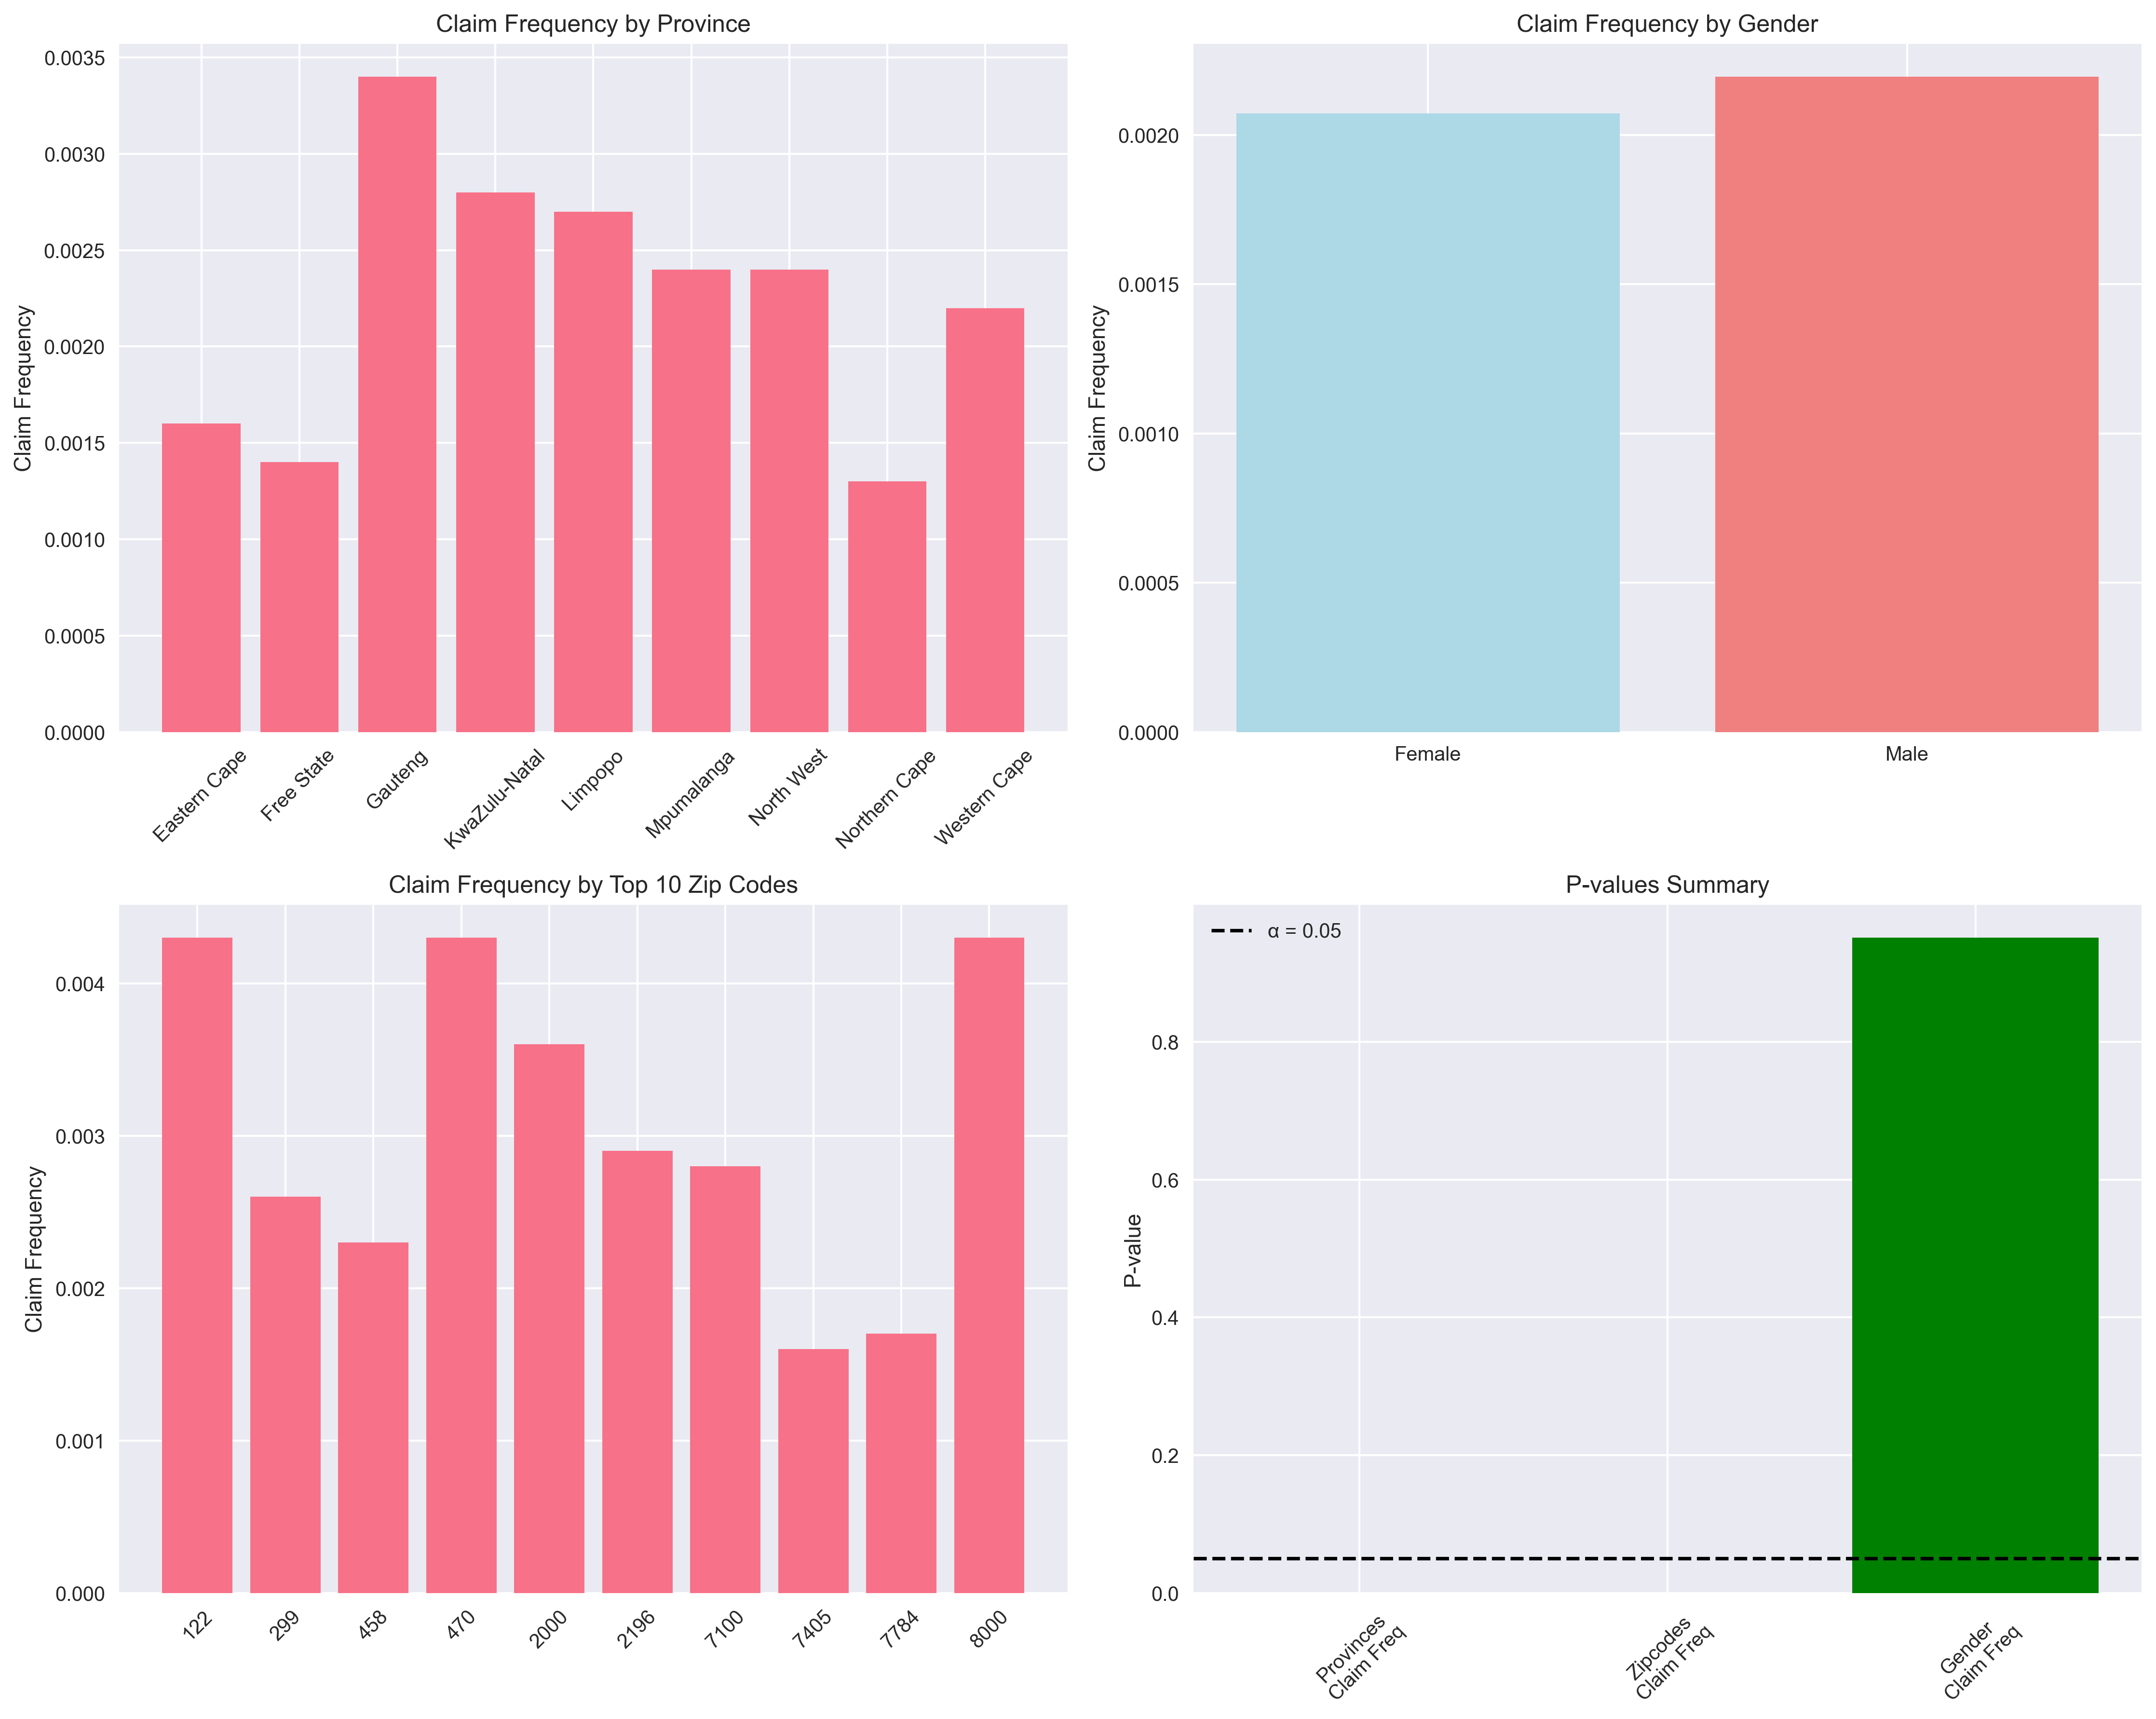 Claim Frequency by Province
Claim Frequency
0.0035
0.0030
0.0025
0.0020
0.0015
0.0010
0.0005
0.0000
Eastern Cape
Free State
Gauteng
KwaZulu-Natal
Limpopo
Mpumalanga
North West
Northern Cape
Western Cape
Claim Frequency by Gender
Claim Frequency
0.0020
0.0015
0.0010
0.0005
0.0000
Female
Male
Claim Frequency by Top 10 Zip Codes
Claim Frequency
0.004
0.003
0.002
0.001
0.000
122
299
458
470
2000
2196
7100
7405
7784
8000
P-values Summary
α = 0.05
P-value
0.8
0.6
0.4
0.2
0.0
Provinces
Claim Freq
Zipcodes
Claim Freq
Gender
Claim Freq